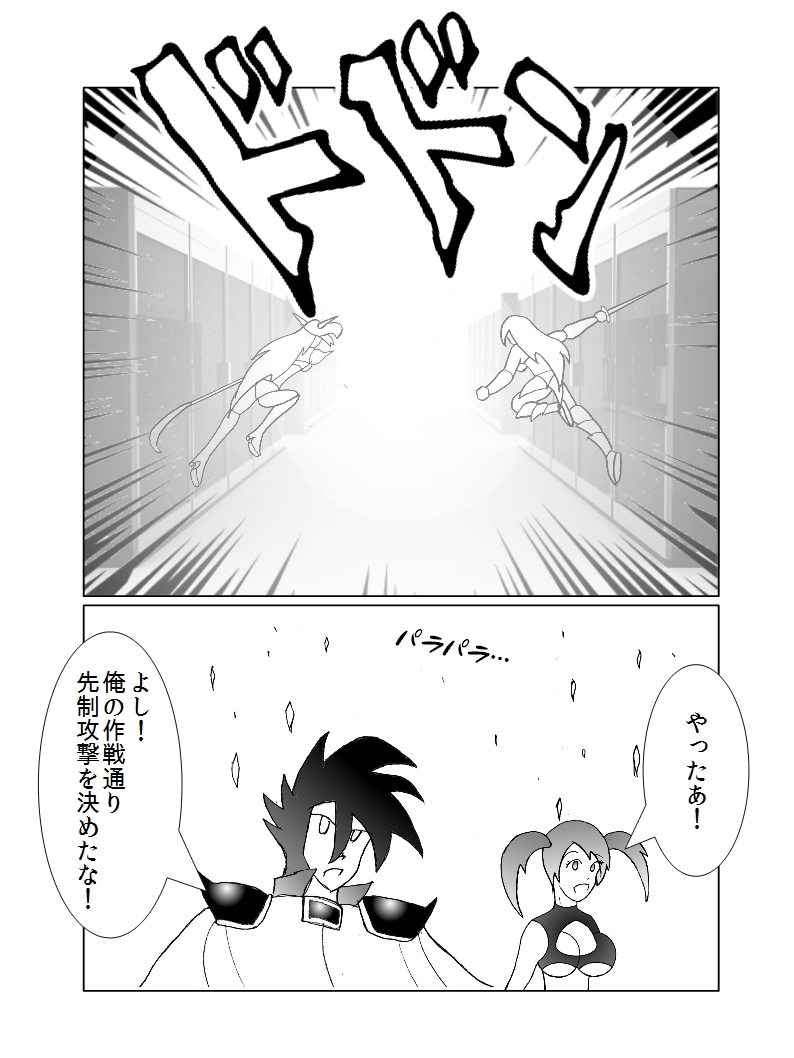 ドドン
パラパラ…
やったあ！
よし！
俺の作戦通り
先制攻撃を決めたな！